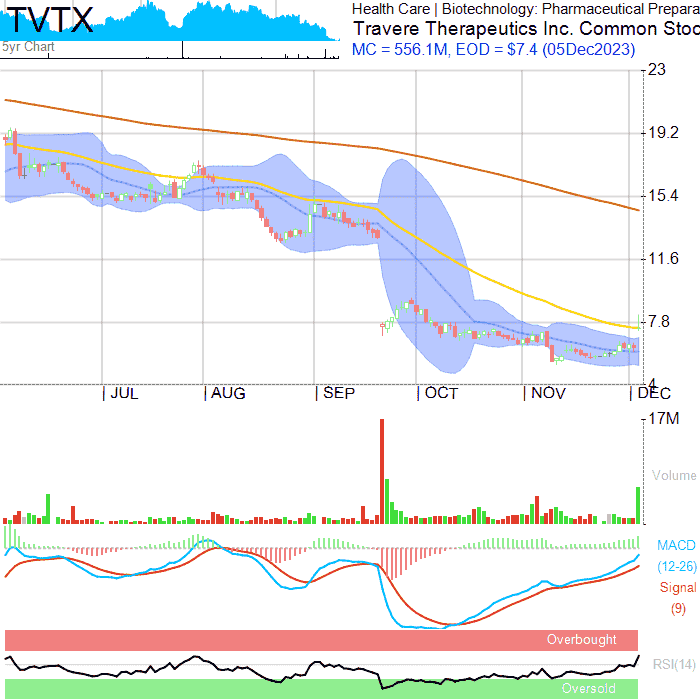 TVTX
5yr Chart
Health Care | Biotechnology: Pharmaceutical Prepara
Travere Therapeutics Inc. Common Stoc
MC = 556.1M, EOD = $7.4 (05Dec2023)
23
19.2
15.4
11.6
7.8
4
JUL
AUG
SEP
OCT
NOV
DEC
17M
Volume
MACD
(12-26)
Signal
(9)
Overbought
RSI(14)
Oversold